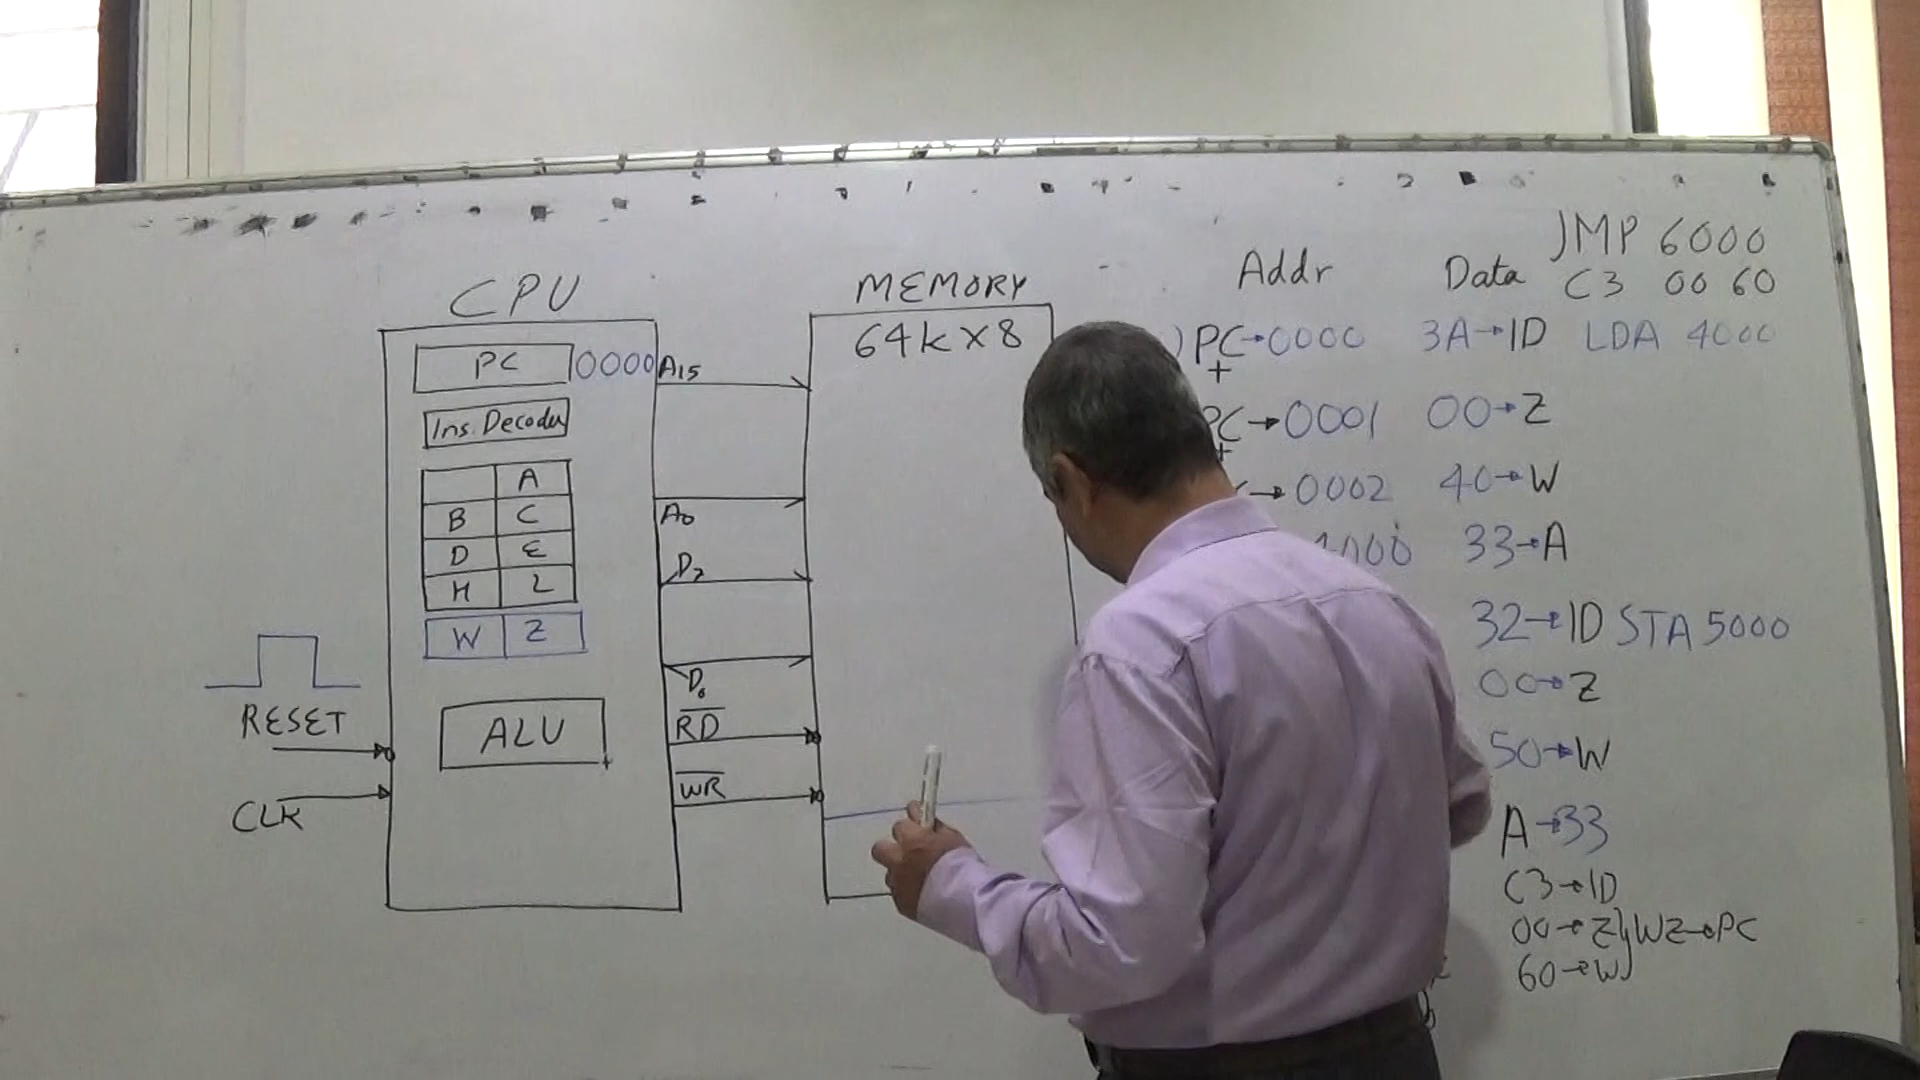 CPU
PC 0000
Ins. Decoder
A
B C
D E
H L
W Z
ALU
RESET
CLK
A15
A0
D7
D0
RD
WR
MEMORY
64K X 8
JMP 6000
Addr Data C3 00 60
PC→0000 3A→ID LDA 4000
+
PC→0001 00→Z
+
→0002 40→W
4000 33→A
32→ID STA 5000
00→Z
50→W
A→33
C3→ID
00→Z} WZ→PC
60→W